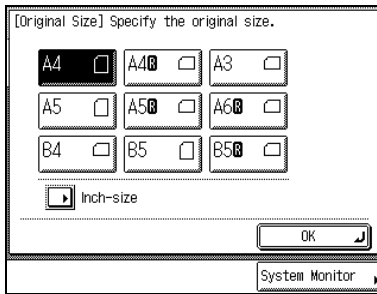 [Original Size] Specify the original size.
A4 A4R A3
A5 A5R A6R
B4 B5 B5R
Inch-size
OK
System Monitor